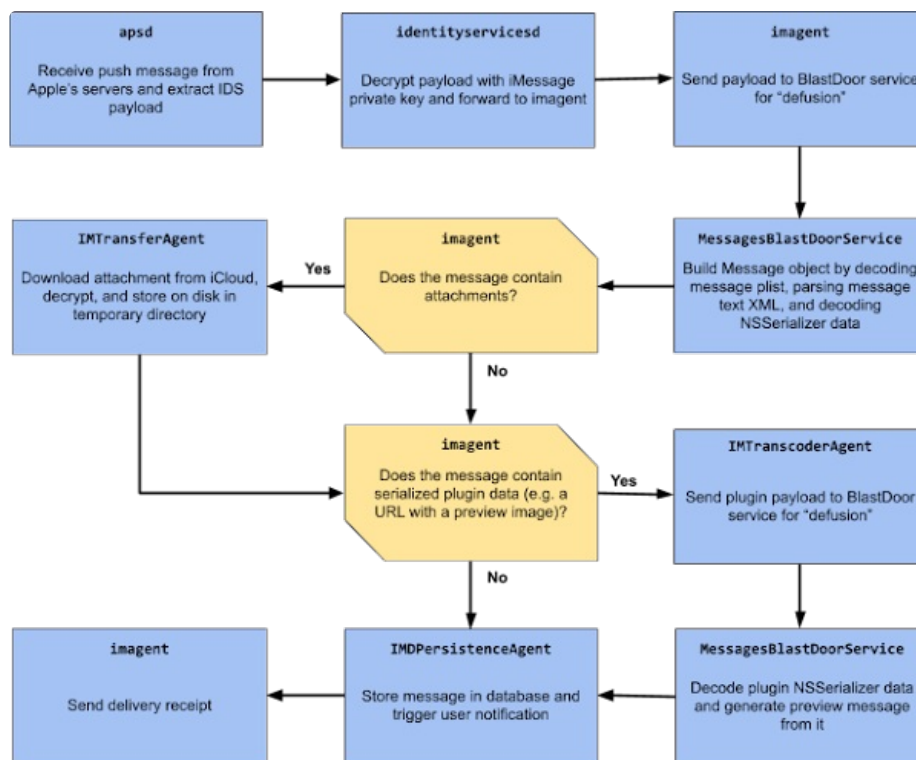 apsd
Receive push message from
Apple's servers and extract IDS
payload
identityservicesd
Decrypt payload with iMessage
private key and forward to imagent
imagent
Send payload to BlastDoor service
for “defusion”
IMTransferAgent
Download attachment from iCloud,
decrypt, and store on disk in
temporary directory
Yes
imagent
Does the message contain
attachments?
MessagesBlastDoorService
Build Message object by decoding
message plist, parsing message
text XML, and decoding
NSSerializer data
No
imagent
Does the message contain
serialized plugin data (e.g. a
URL with a preview image)?
Yes
IMTranscoderAgent
Send plugin payload to BlastDoor
service for “defusion”
No
imagent
Send delivery receipt
IMDPersistenceAgent
Store message in database and
trigger user notification
MessagesBlastDoorService
Decode plugin NSSerializer data
and generate preview message
from it